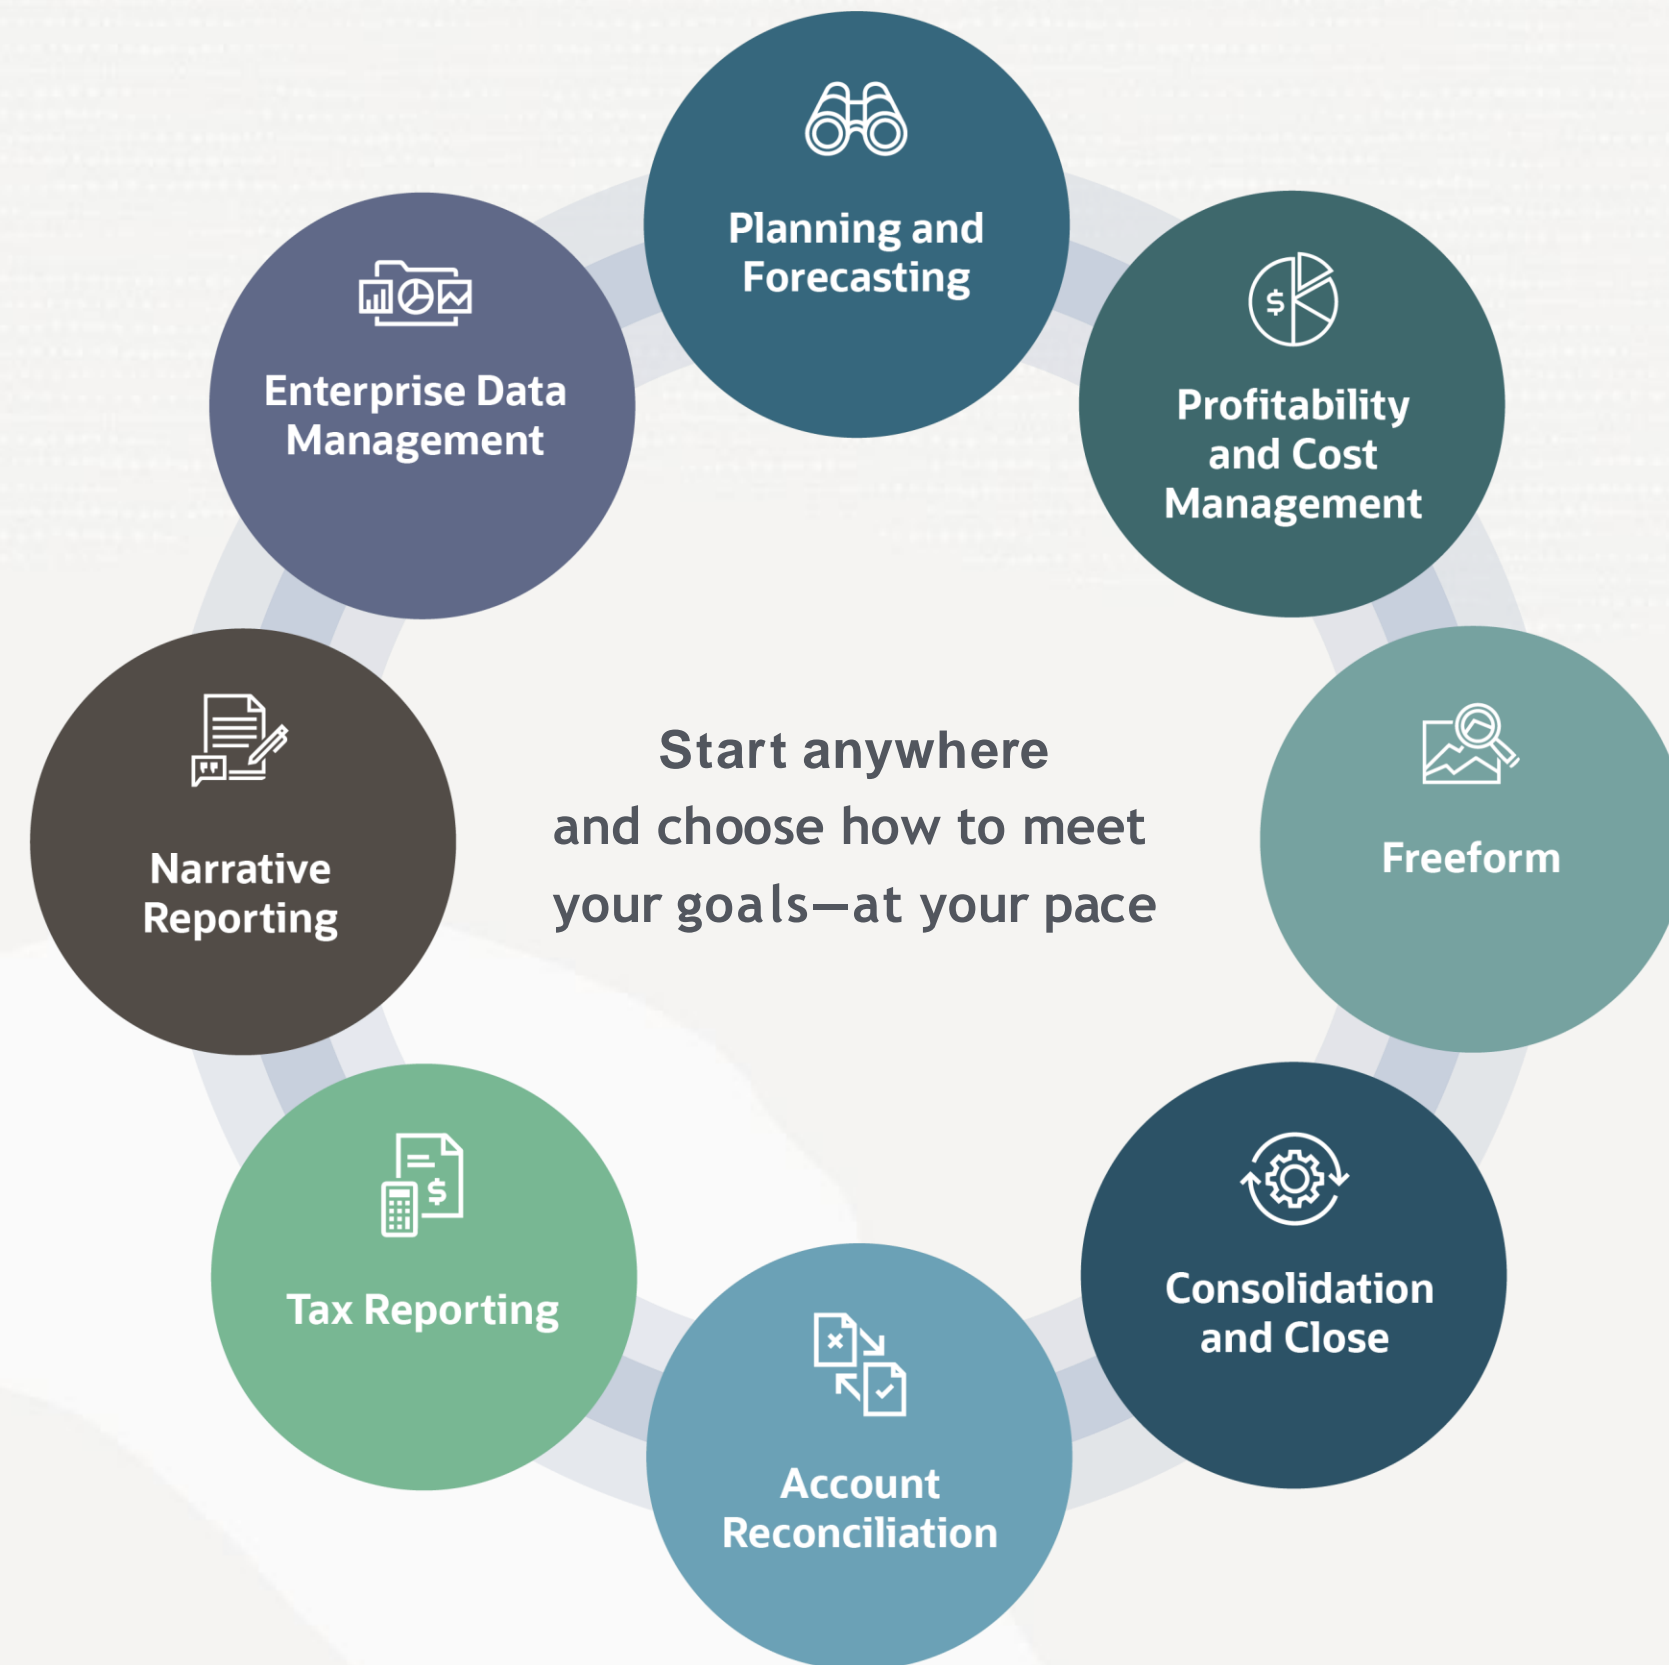 Planning and
Forecasting
Profitability
and Cost
Management
Freeform
Consolidation
and Close
Account
Reconciliation
Tax Reporting
Narrative
Reporting
Enterprise Data
Management
Start anywhere
and choose how to meet
your goals—at your pace